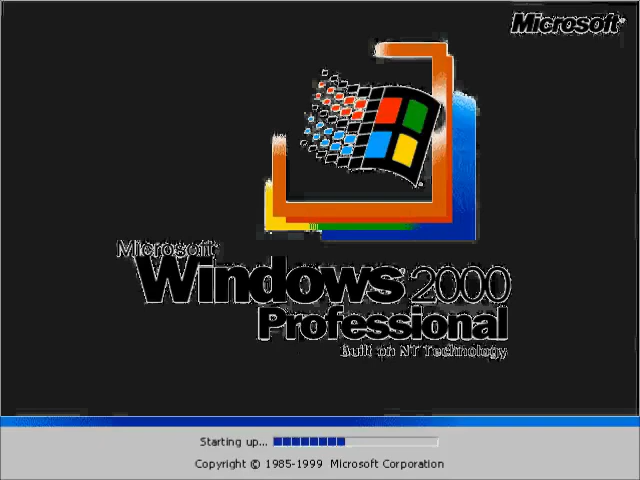 Microsoft®
Microsoft®
Windows 2000
Professional
Built on NT Technology
Starting up...
Copyright © 1985-1999 Microsoft Corporation